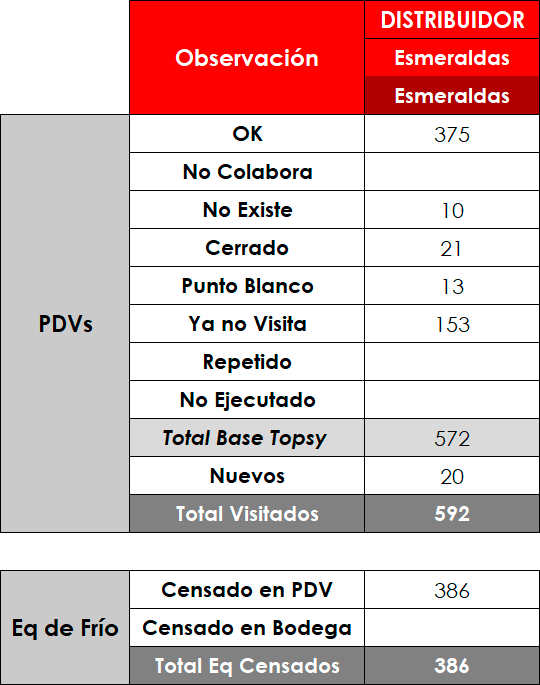 Observación DISTRIBUIDOR
Esmeraldas
Esmeraldas
PDVs
OK 375
No Colabora
No Existe 10
Cerrado 21
Punto Blanco 13
Ya no Visita 153
Repetido
No Ejecutado
Total Base Topsy 572
Nuevos 20
Total Visitados 592
Eq de Frío
Censado en PDV 386
Censado en Bodega
Total Eq Censados 386